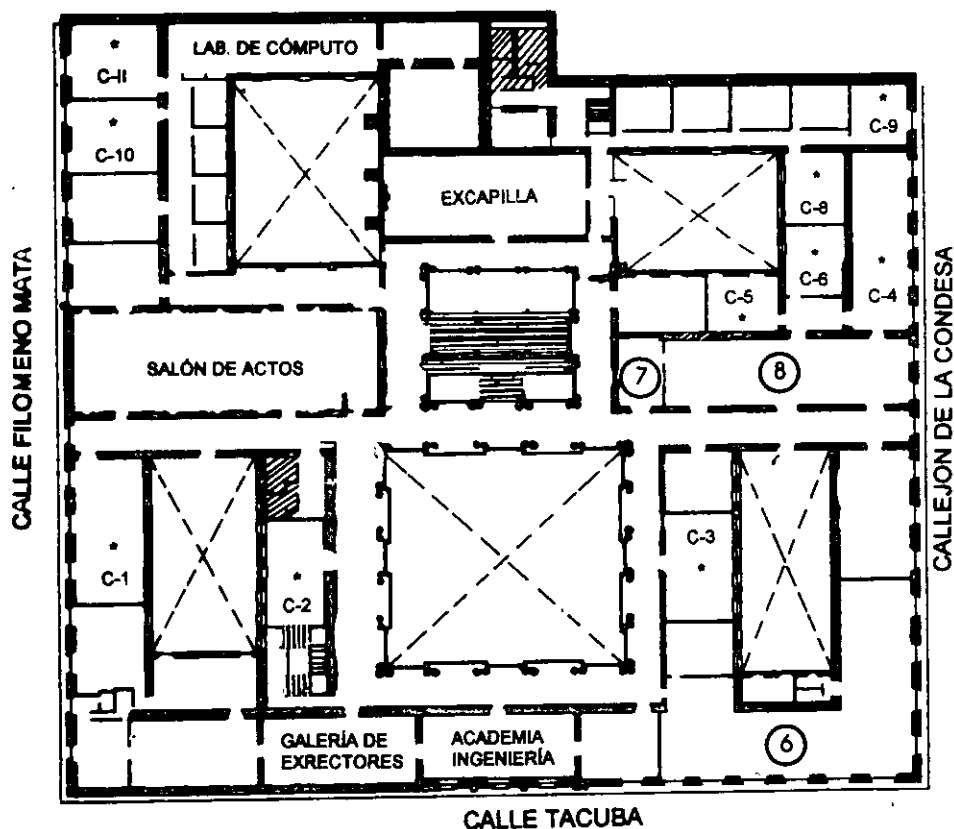 LAB. DE CÓMPUTO
C-11
C-10
C-9
EXCAPILLA
C-8
C-6
C-5
C-4
SALÓN DE ACTOS
7
8
CALLE FILOMENO MATA
CALLEJON DE LA CONDESA
C-1
C-2
C-3
GALERÍA DE
EXRECTORES
ACADEMIA
INGENIERÍA
6
CALLE TACUBA